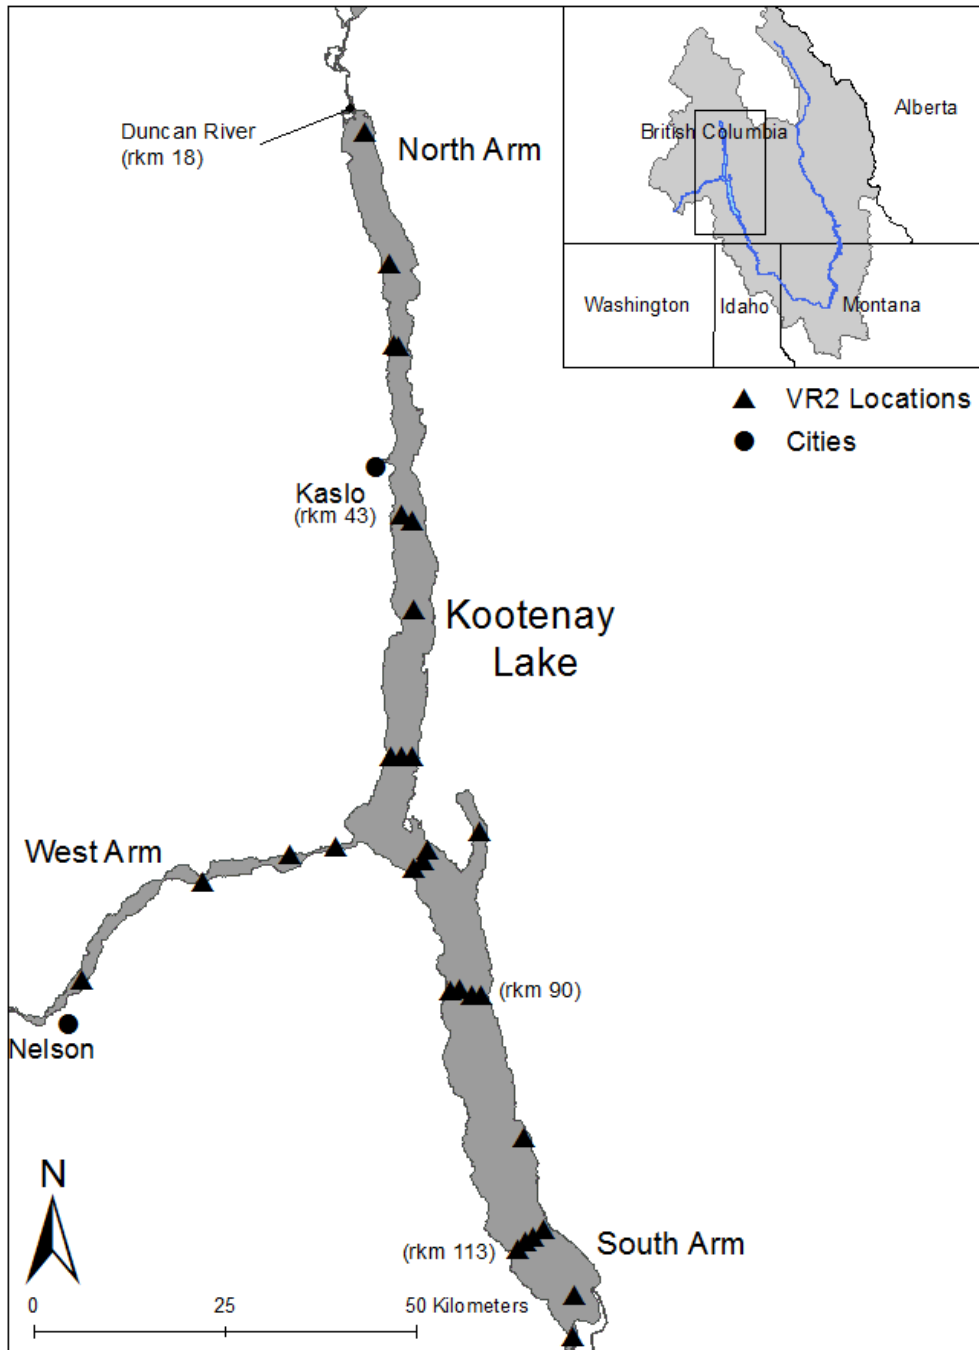 Duncan River
(rkm 18)
North Arm
British Columbia
Alberta
Washington
Idaho
Montana
VR2 Locations
Cities
Kaslo
(rkm 43)
Kootenay
Lake
West Arm
(rkm 90)
Nelson
N
(rkm 113)
South Arm
0 25 50 Kilometers